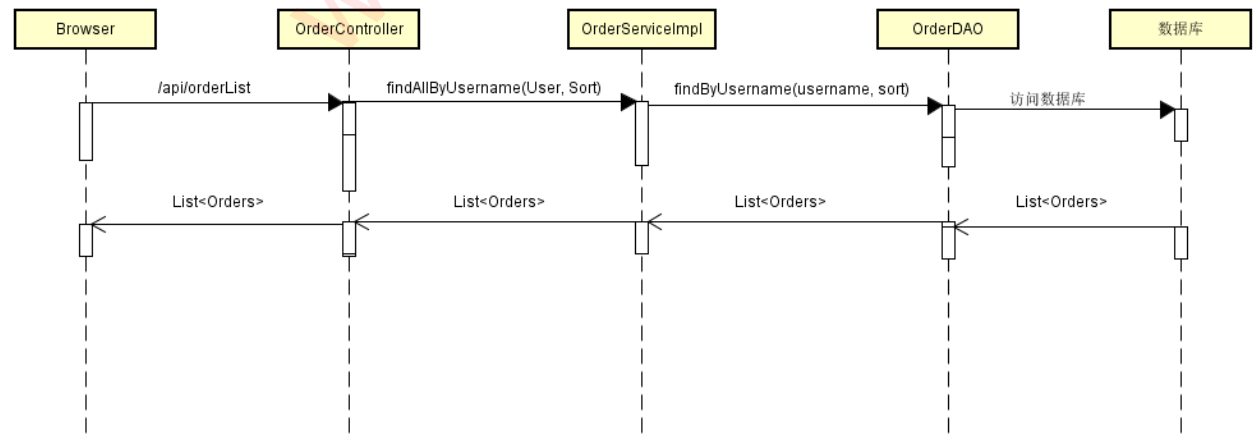 Browser
OrderController
OrderServiceImpl
OrderDAO
数据库
/api/orderList
findAllByUsername(User, Sort)
findByUsername(username, sort)
访问数据库
List<Orders>
List<Orders>
List<Orders>
List<Orders>